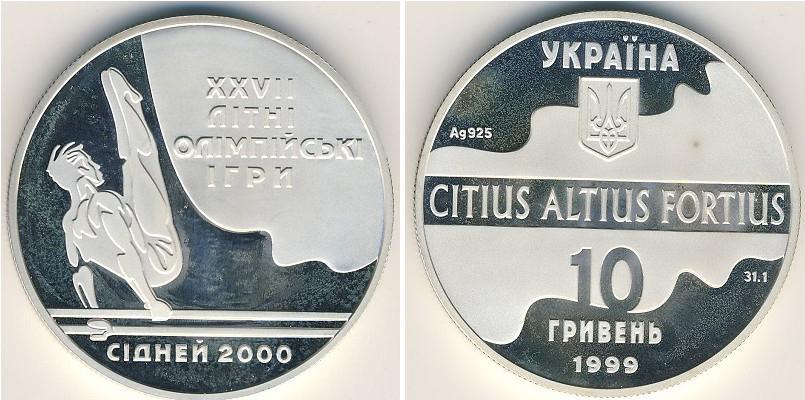 XXVII
ЛІТНІ
ОЛІМПІЙСЬКІ
ІГРИ
СІДНЕЙ 2000
УКРАЇНА
Ag925
CITIUS ALTIUS FORTIUS
10
31.1
ГРИВЕНЬ
1999